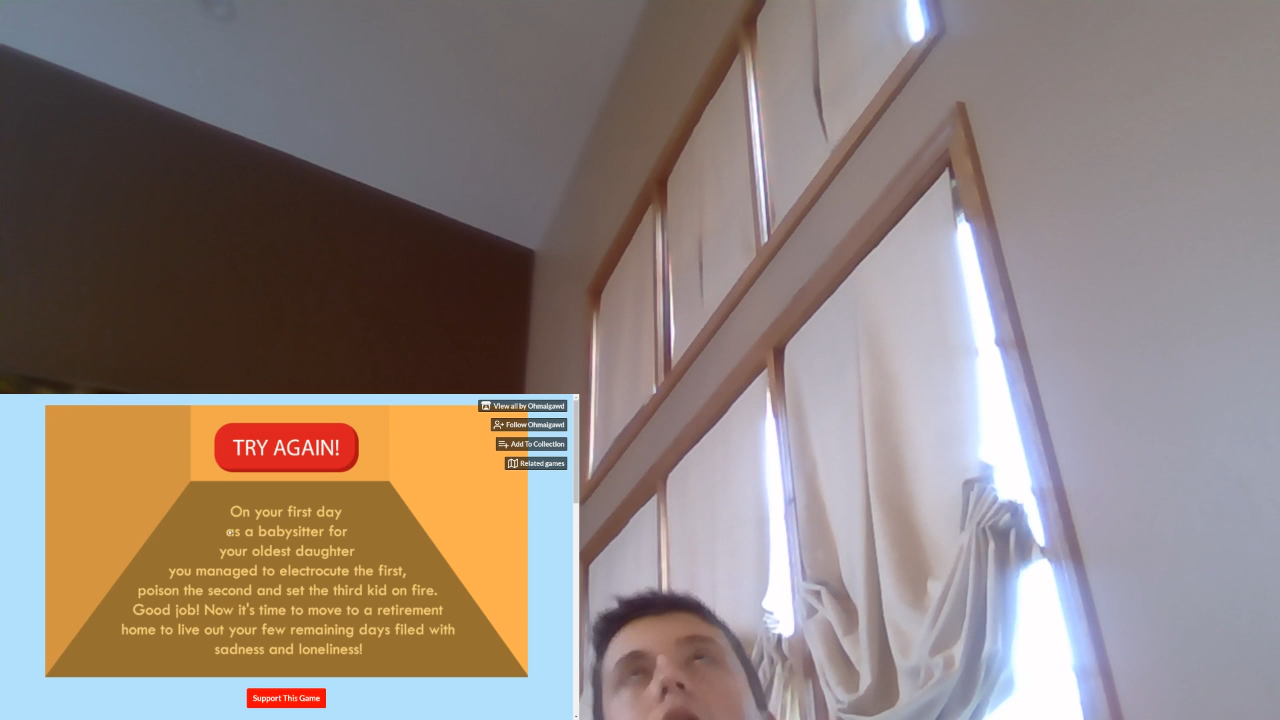 View all by Ohmaigawd
Follow Ohmaigawd
Add To Collection
Related games
TRY AGAIN!
On your first day
as a babysitter for
your oldest daughter
you managed to electrocute the first,
poison the second and set the third kid on fire.
Good job! Now it's time to move to a retirement
home to live out your few remaining days filed with
sadness and loneliness!
Support This Game